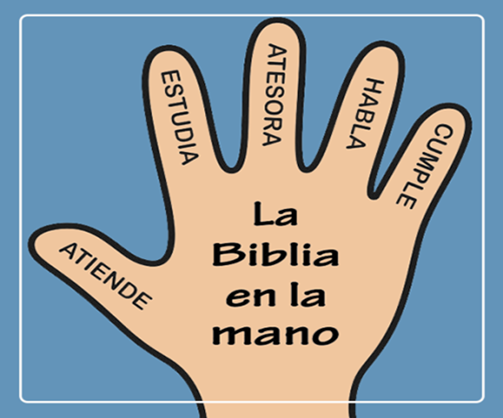 ATIENDE
ESTUDIA
ATESORA
HABLA
CUMPLE
La
Biblia
en la
mano